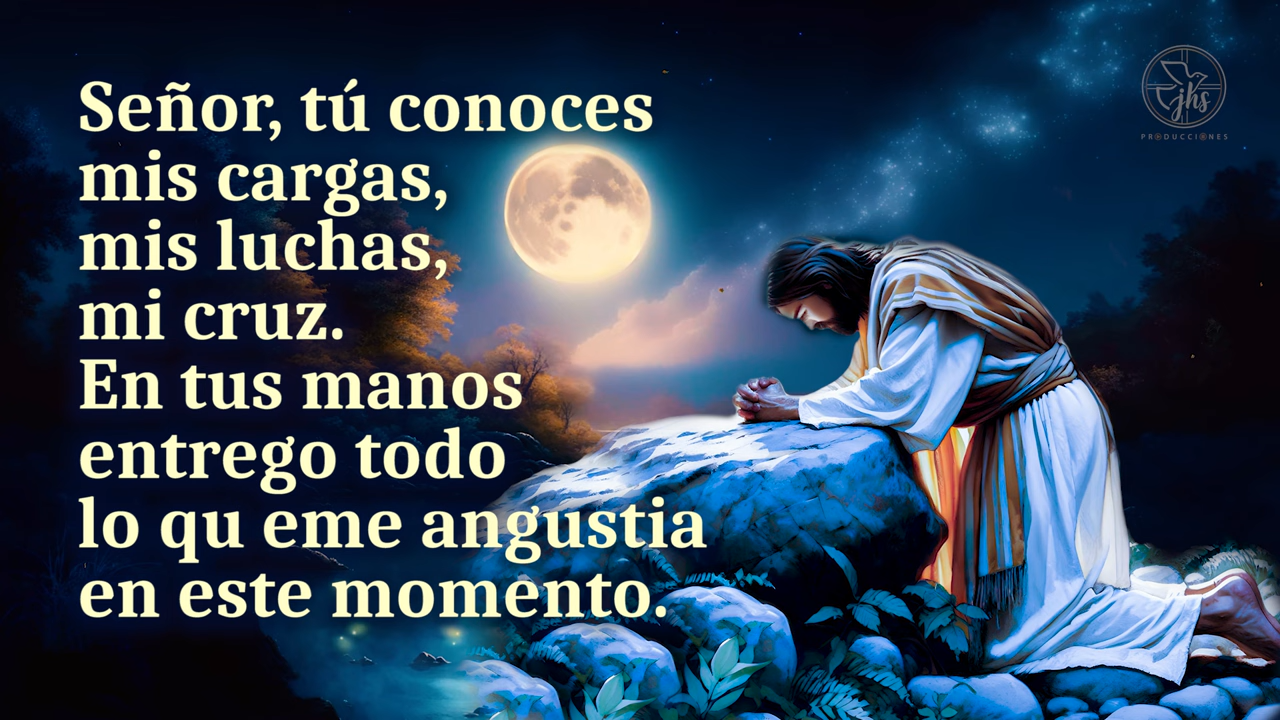 Señor, tú conoces
mis cargas,
mis luchas,
mi cruz.
En tus manos
entrego todo
lo qu eme angustia
en este momento.
jhs
PRODUCCIONES